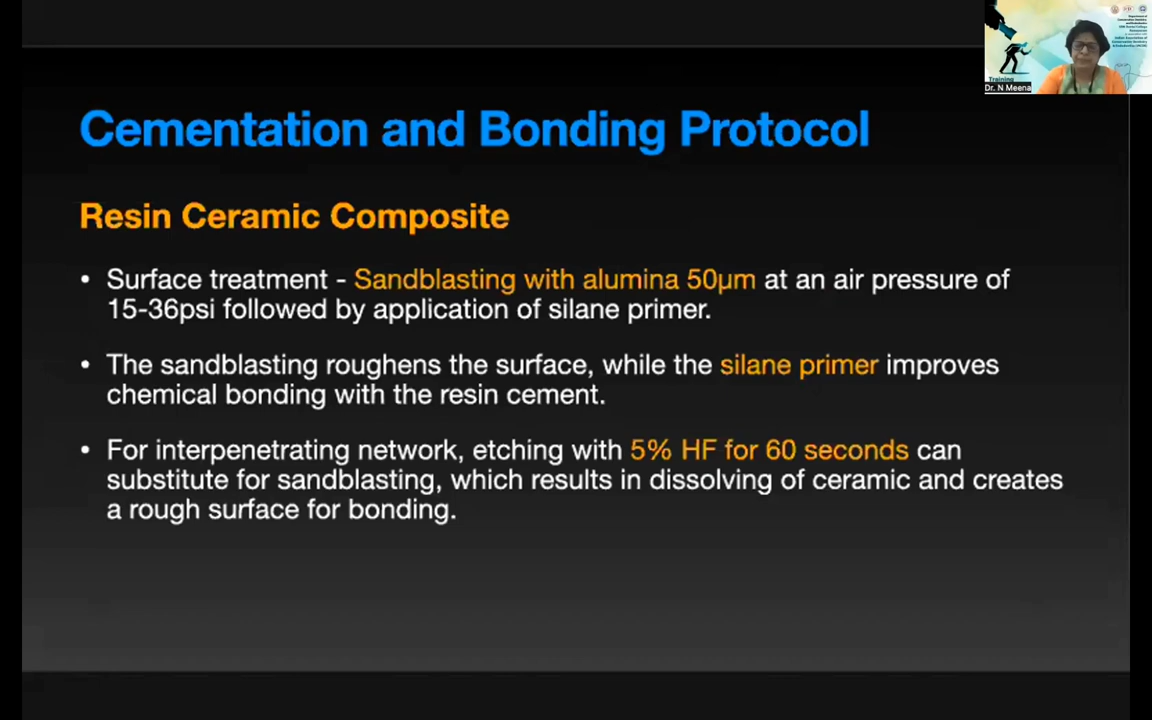 Cementation and Bonding Protocol
Resin Ceramic Composite
• Surface treatment - Sandblasting with alumina 50µm at an air pressure of
15-36psi followed by application of silane primer.
• The sandblasting roughens the surface, while the silane primer improves
chemical bonding with the resin cement.
• For interpenetrating network, etching with 5% HF for 60 seconds can
substitute for sandblasting, which results in dissolving of ceramic and creates
a rough surface for bonding.
Training
Dr. N Meena